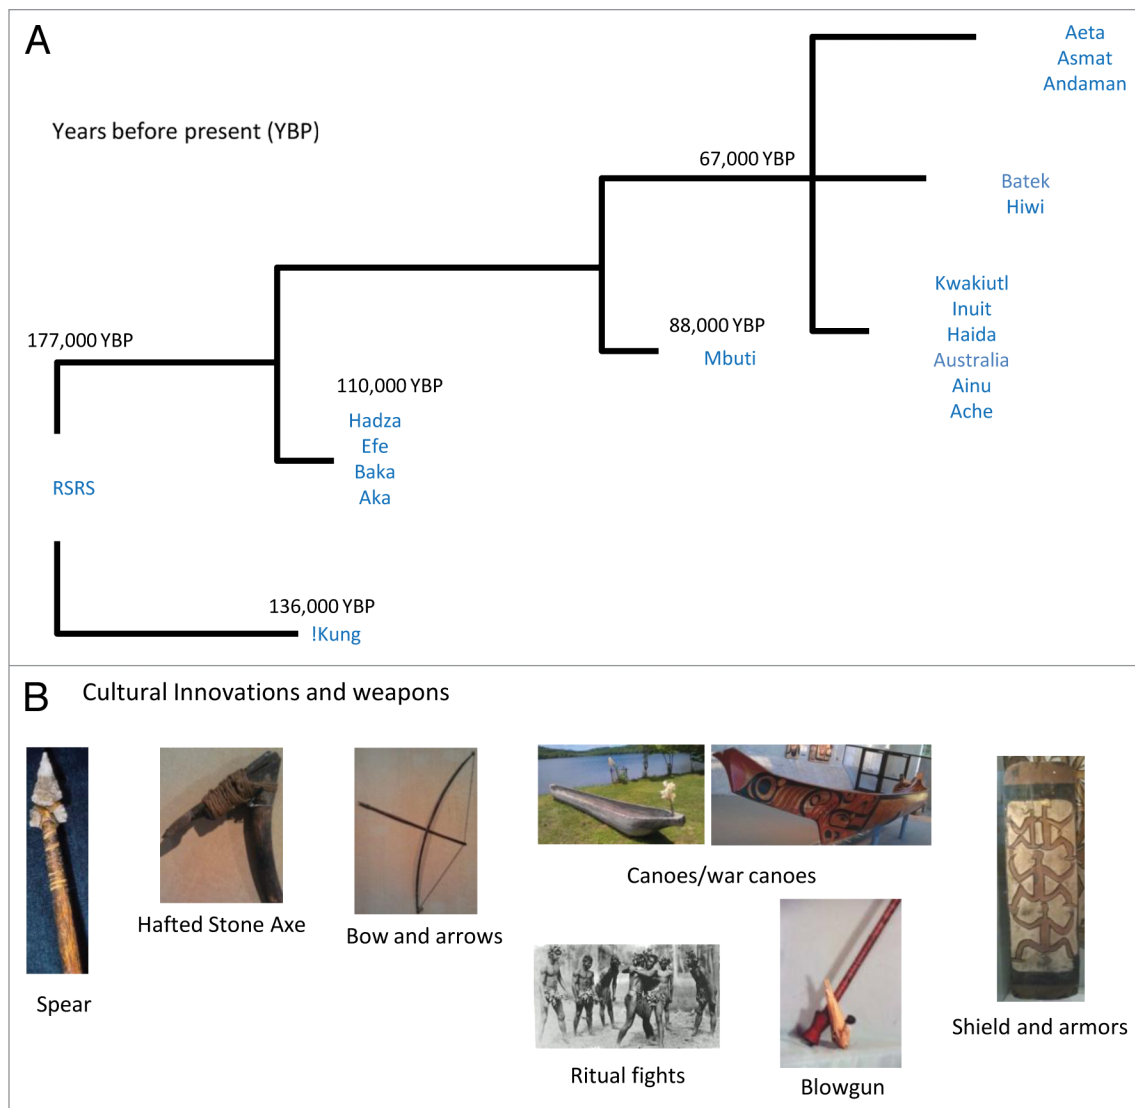 A
Aeta
Asmat
Andaman
Years before present (YBP)
67,000 YBP
Batek
Hiwi
Kwakiutl
Inuit
Haida
Australia
Ainu
Ache
88,000 YBP
Mbuti
177,000 YBP
110,000 YBP
Hadza
Efe
Baka
Aka
RSRS
136,000 YBP
!Kung
B
Cultural Innovations and weapons
Spear
Hafted Stone Axe
Bow and arrows
Canoes/war canoes
Ritual fights
Blowgun
Shield and armors